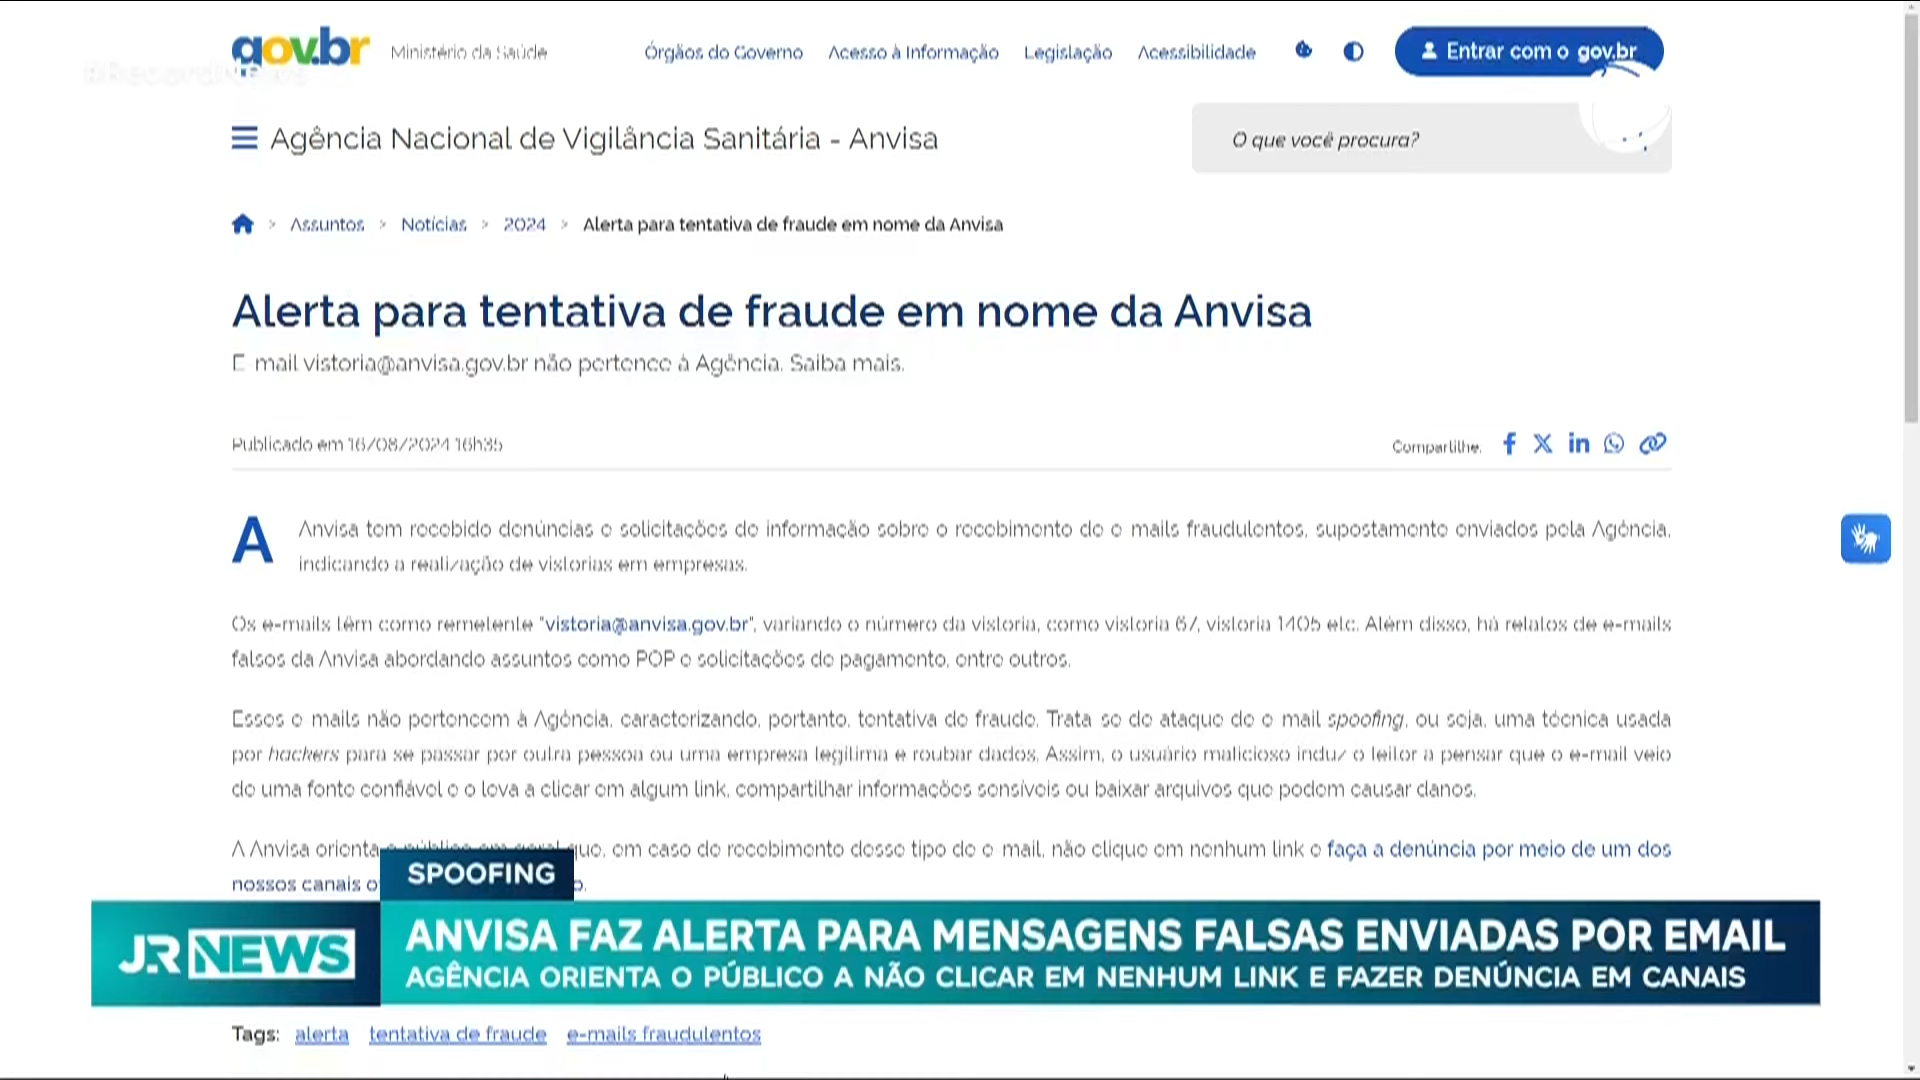 gov.br Ministério da Saúde Órgãos do Governo Acesso à Informação Legislação Acessibilidade Entrar com o gov.br
#RecordNews
Agência Nacional de Vigilância Sanitária - Anvisa O que você procura?
> Assuntos > Notícias > 2024 > Alerta para tentativa de fraude em nome da Anvisa
Alerta para tentativa de fraude em nome da Anvisa
E-mail vistoria@anvisa.gov.br não pertence à Agência. Saiba mais.
Publicado em 16/08/2024 16h35 Compartilhe:
A Anvisa tem recebido denúncias e solicitações de informação sobre o recebimento de e-mails fraudulentos, supostamente enviados pela Agência,
indicando a realização de vistorias em empresas.
Os e-mails têm como remetente "vistoria@anvisa.gov.br", variando o número da vistoria, como vistoria 67, vistoria 1405 etc. Além disso, há relatos de e-mails
falsos da Anvisa abordando assuntos como POP e solicitações de pagamento, entre outros.
Esses e-mails não pertencem à Agência, caracterizando, portanto, tentativa de fraude. Trata-se de ataque de e-mail spoofing, ou seja, uma técnica usada
por hackers para se passar por outra pessoa ou uma empresa legítima e roubar dados. Assim, o usuário malicioso induz o leitor a pensar que o e-mail veio
de uma fonte confiável e o leva a clicar em algum link, compartilhar informações sensíveis ou baixar arquivos que podem causar danos.
A Anvisa orienta o público em geral que, em caso de recebimento desse tipo de e-mail, não clique em nenhum link e faça a denúncia por meio de um dos
nossos canais
SPOOFING
JR NEWS
ANVISA FAZ ALERTA PARA MENSAGENS FALSAS ENVIADAS POR EMAIL
AGÊNCIA ORIENTA O PÚBLICO A NÃO CLICAR EM NENHUM LINK E FAZER DENÚNCIA EM CANAIS
Tags: alerta tentativa de fraude e-mails fraudulentos